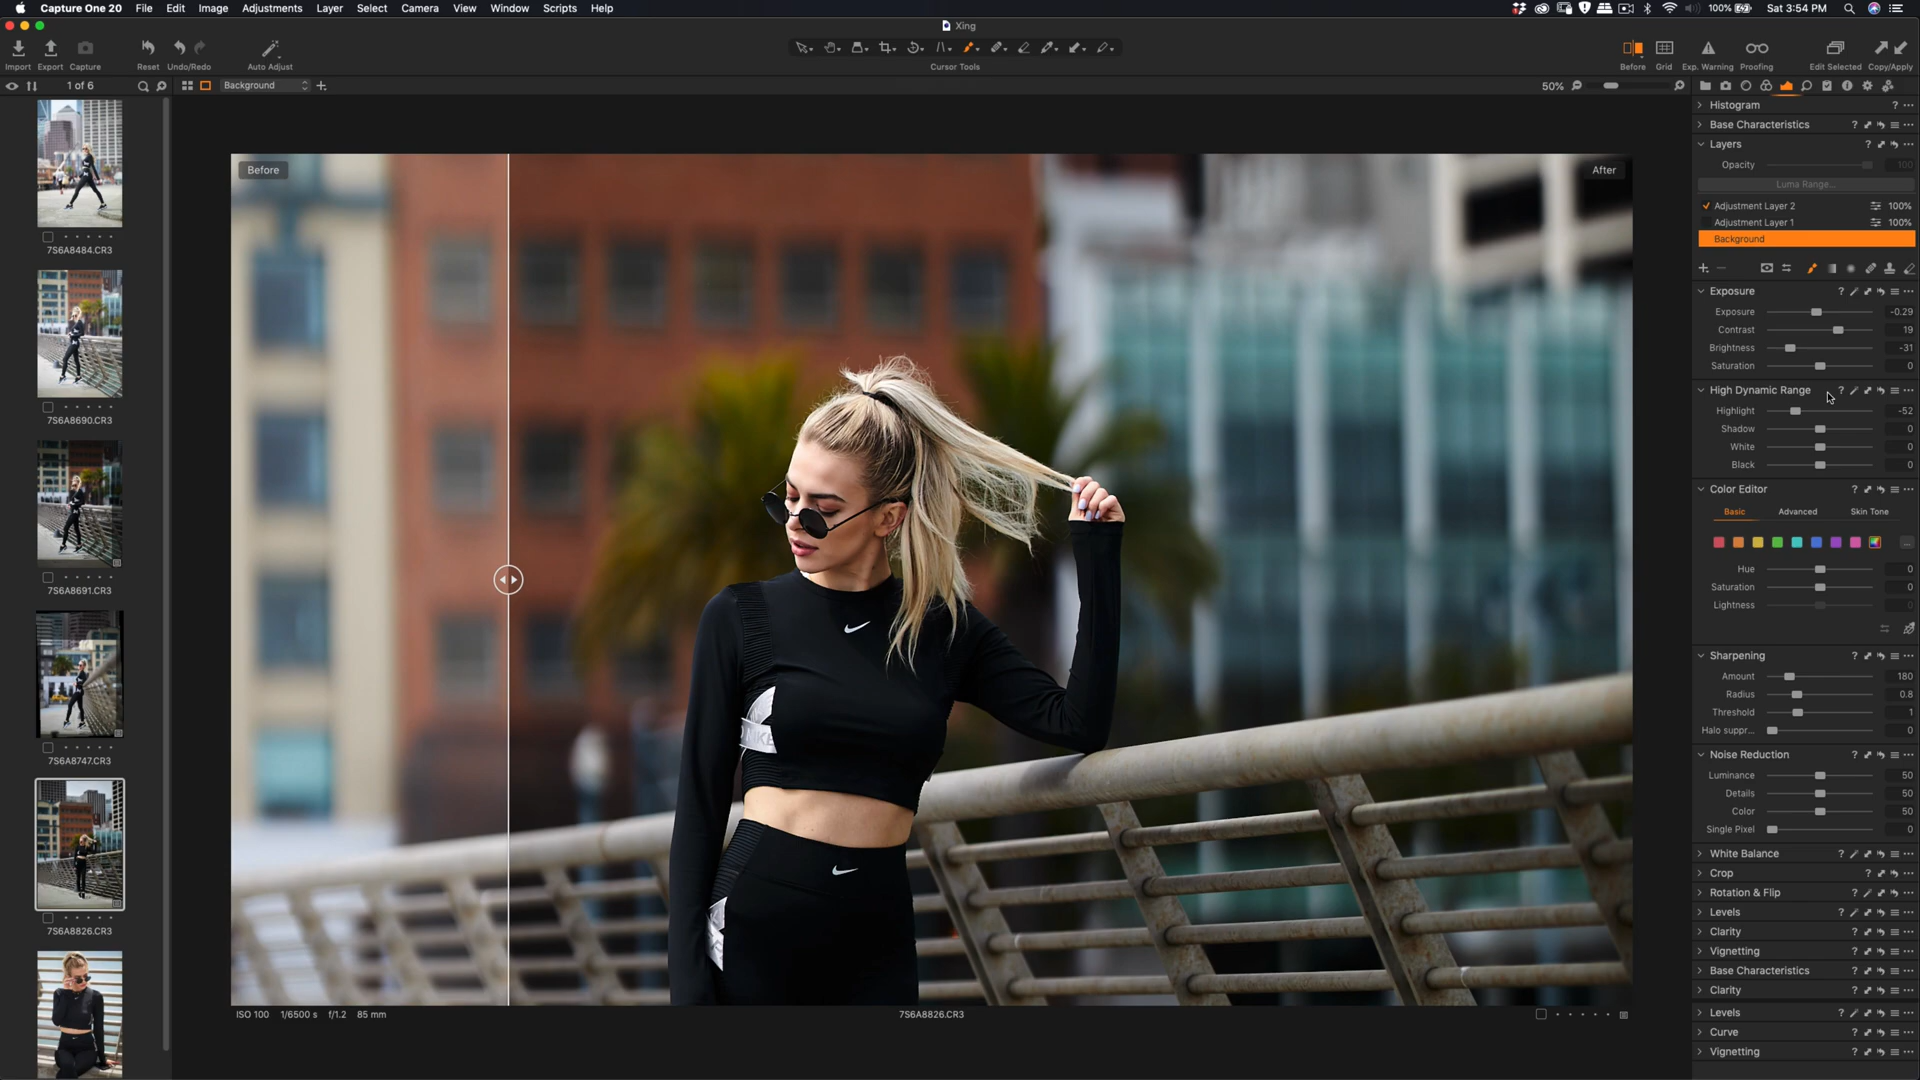 Capture One 20 File Edit Image Adjustments Layer Select Camera View Window Scripts Help 100% Sat 3:54 PM
Xing
Import Export Capture Reset Undo/Redo Auto Adjust Cursor Tools Before Grid Exp. Warning Proofing Edit Selected Copy/Apply
1 of 6 Background 50%
7S6A8484.CR3
7S6A8690.CR3
7S6A8691.CR3
7S6A8747.CR3
7S6A8826.CR3
Before
After
ISO 100 1/6500 s f/1.2 85 mm
7S6A8826.CR3
Histogram
Base Characteristics
Layers
Opacity 100
Luma Range...
Adjustment Layer 2 100%
Adjustment Layer 1 100%
Background
Exposure
Exposure -0.29
Contrast 19
Brightness -31
Saturation 0
High Dynamic Range
Highlight -52
Shadow 0
White 0
Black 0
Color Editor
Basic Advanced Skin Tone
Hue 0
Saturation 0
Lightness 0
Sharpening
Amount 180
Radius 0.8
Threshold 1
Halo suppr... 0
Noise Reduction
Luminance 50
Details 50
Color 50
Single Pixel 0
White Balance
Crop
Rotation & Flip
Levels
Clarity
Vignetting
Base Characteristics
Clarity
Levels
Curve
Vignetting